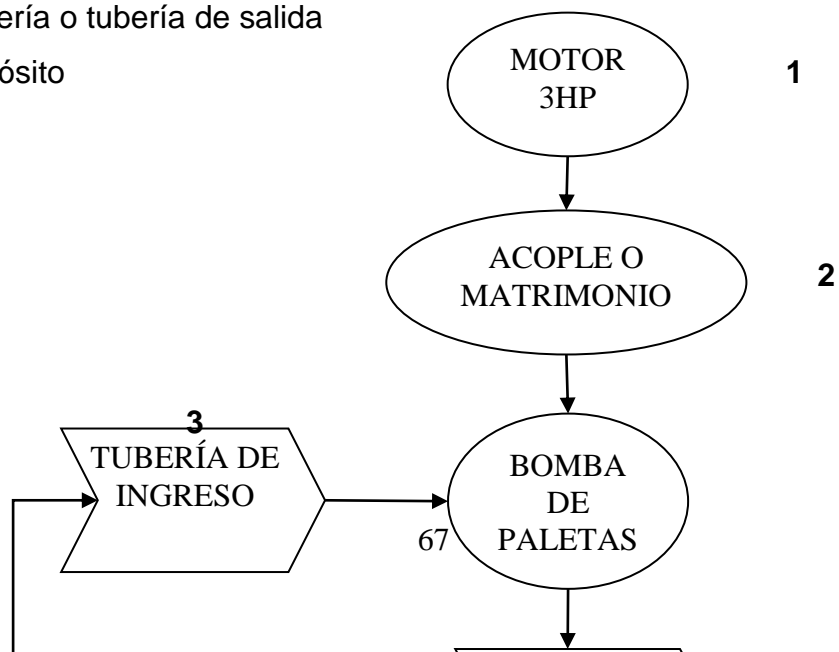 ería o tubería de salida
ósito
MOTOR
3HP
1
ACOPLE O
MATRIMONIO
2
3
TUBERÍA DE
INGRESO
BOMBA
DE
PALETAS
67